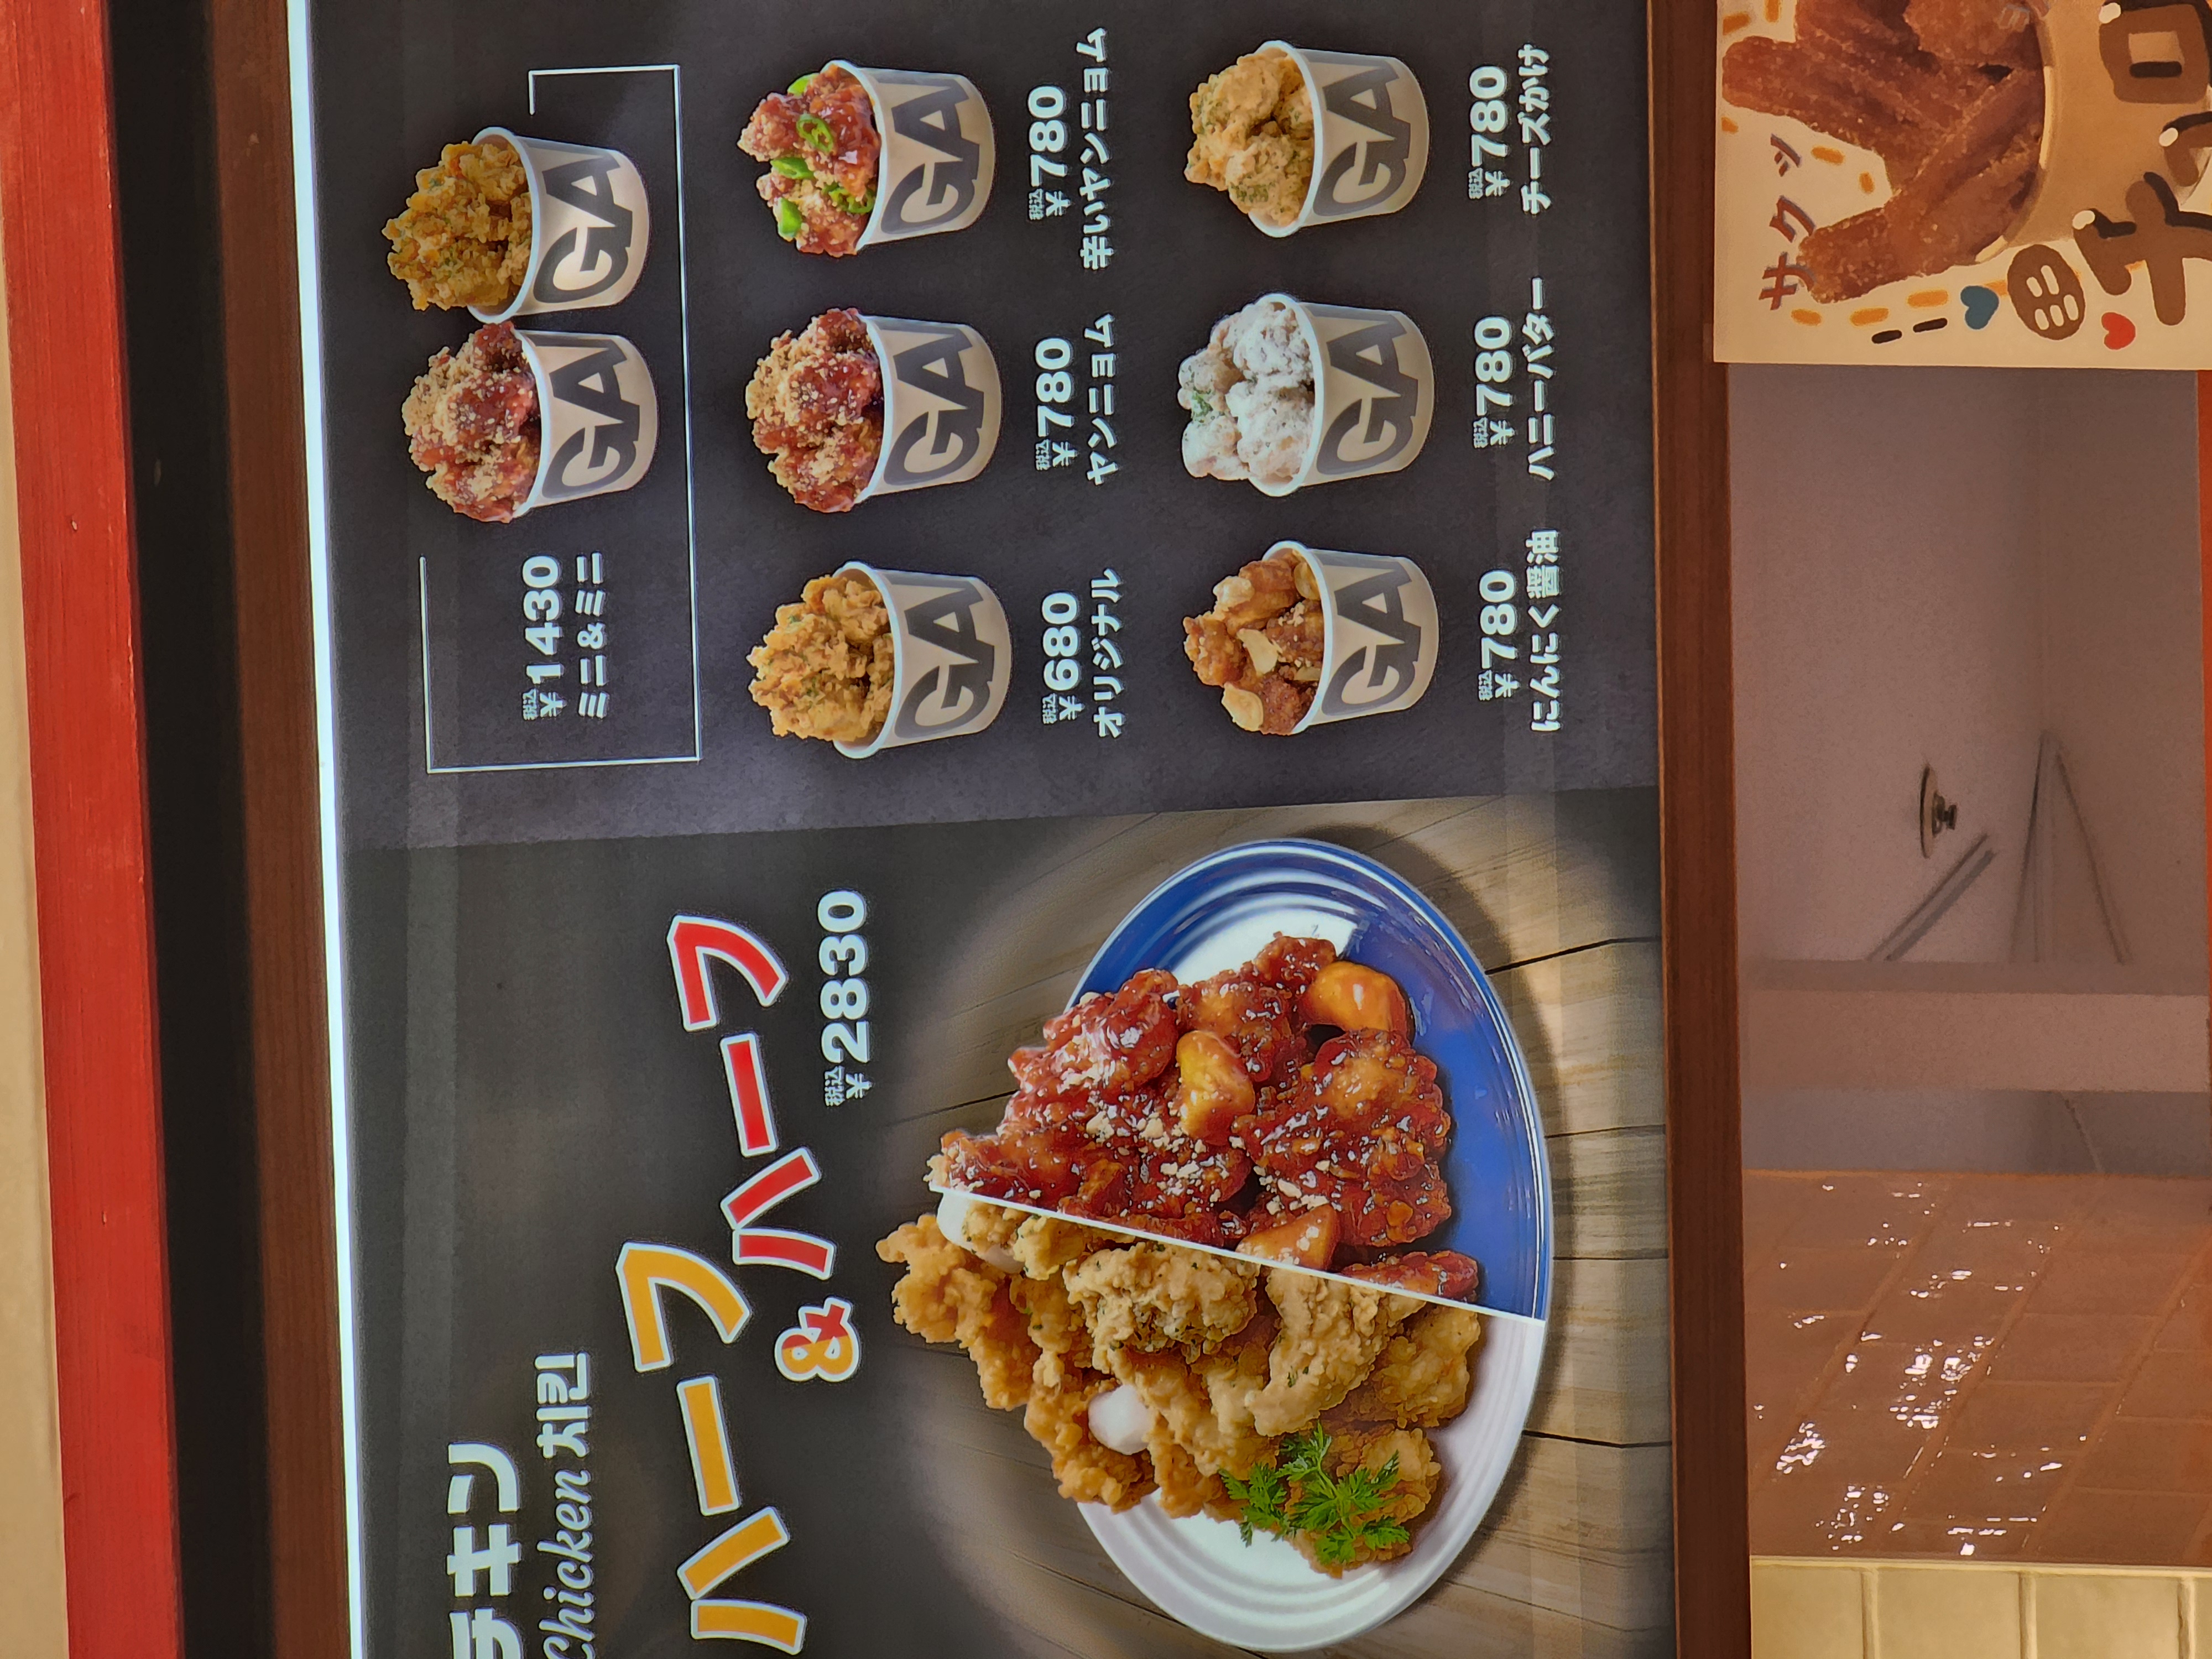 チキン
Chicken 치킨
ハーフ
&ハーフ
税込
¥2830
税込
¥1430
ミニ&ミニ
GA
GA
GA
GA
GA
税込
¥680
オリジナル
税込
¥780
ヤンニョム
税込
¥780
辛いヤンニョム
GA
GA
GA
税込
¥780
にんにく醤油
税込
¥780
ハニーバター
税込
¥780
チーズかけ
サクッ
チュロ